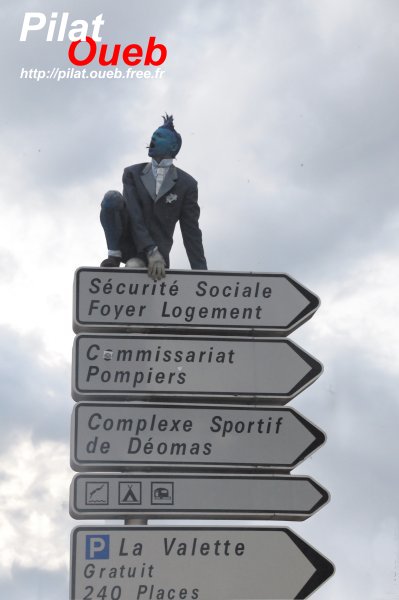 Pilat
Oueb
http://pilat.oueb.free.fr/
Sécurité Sociale
Foyer Logement
Commissariat
Pompiers
Complexe Sportif
de Déomas
P La Valette
Gratuit
240 Places